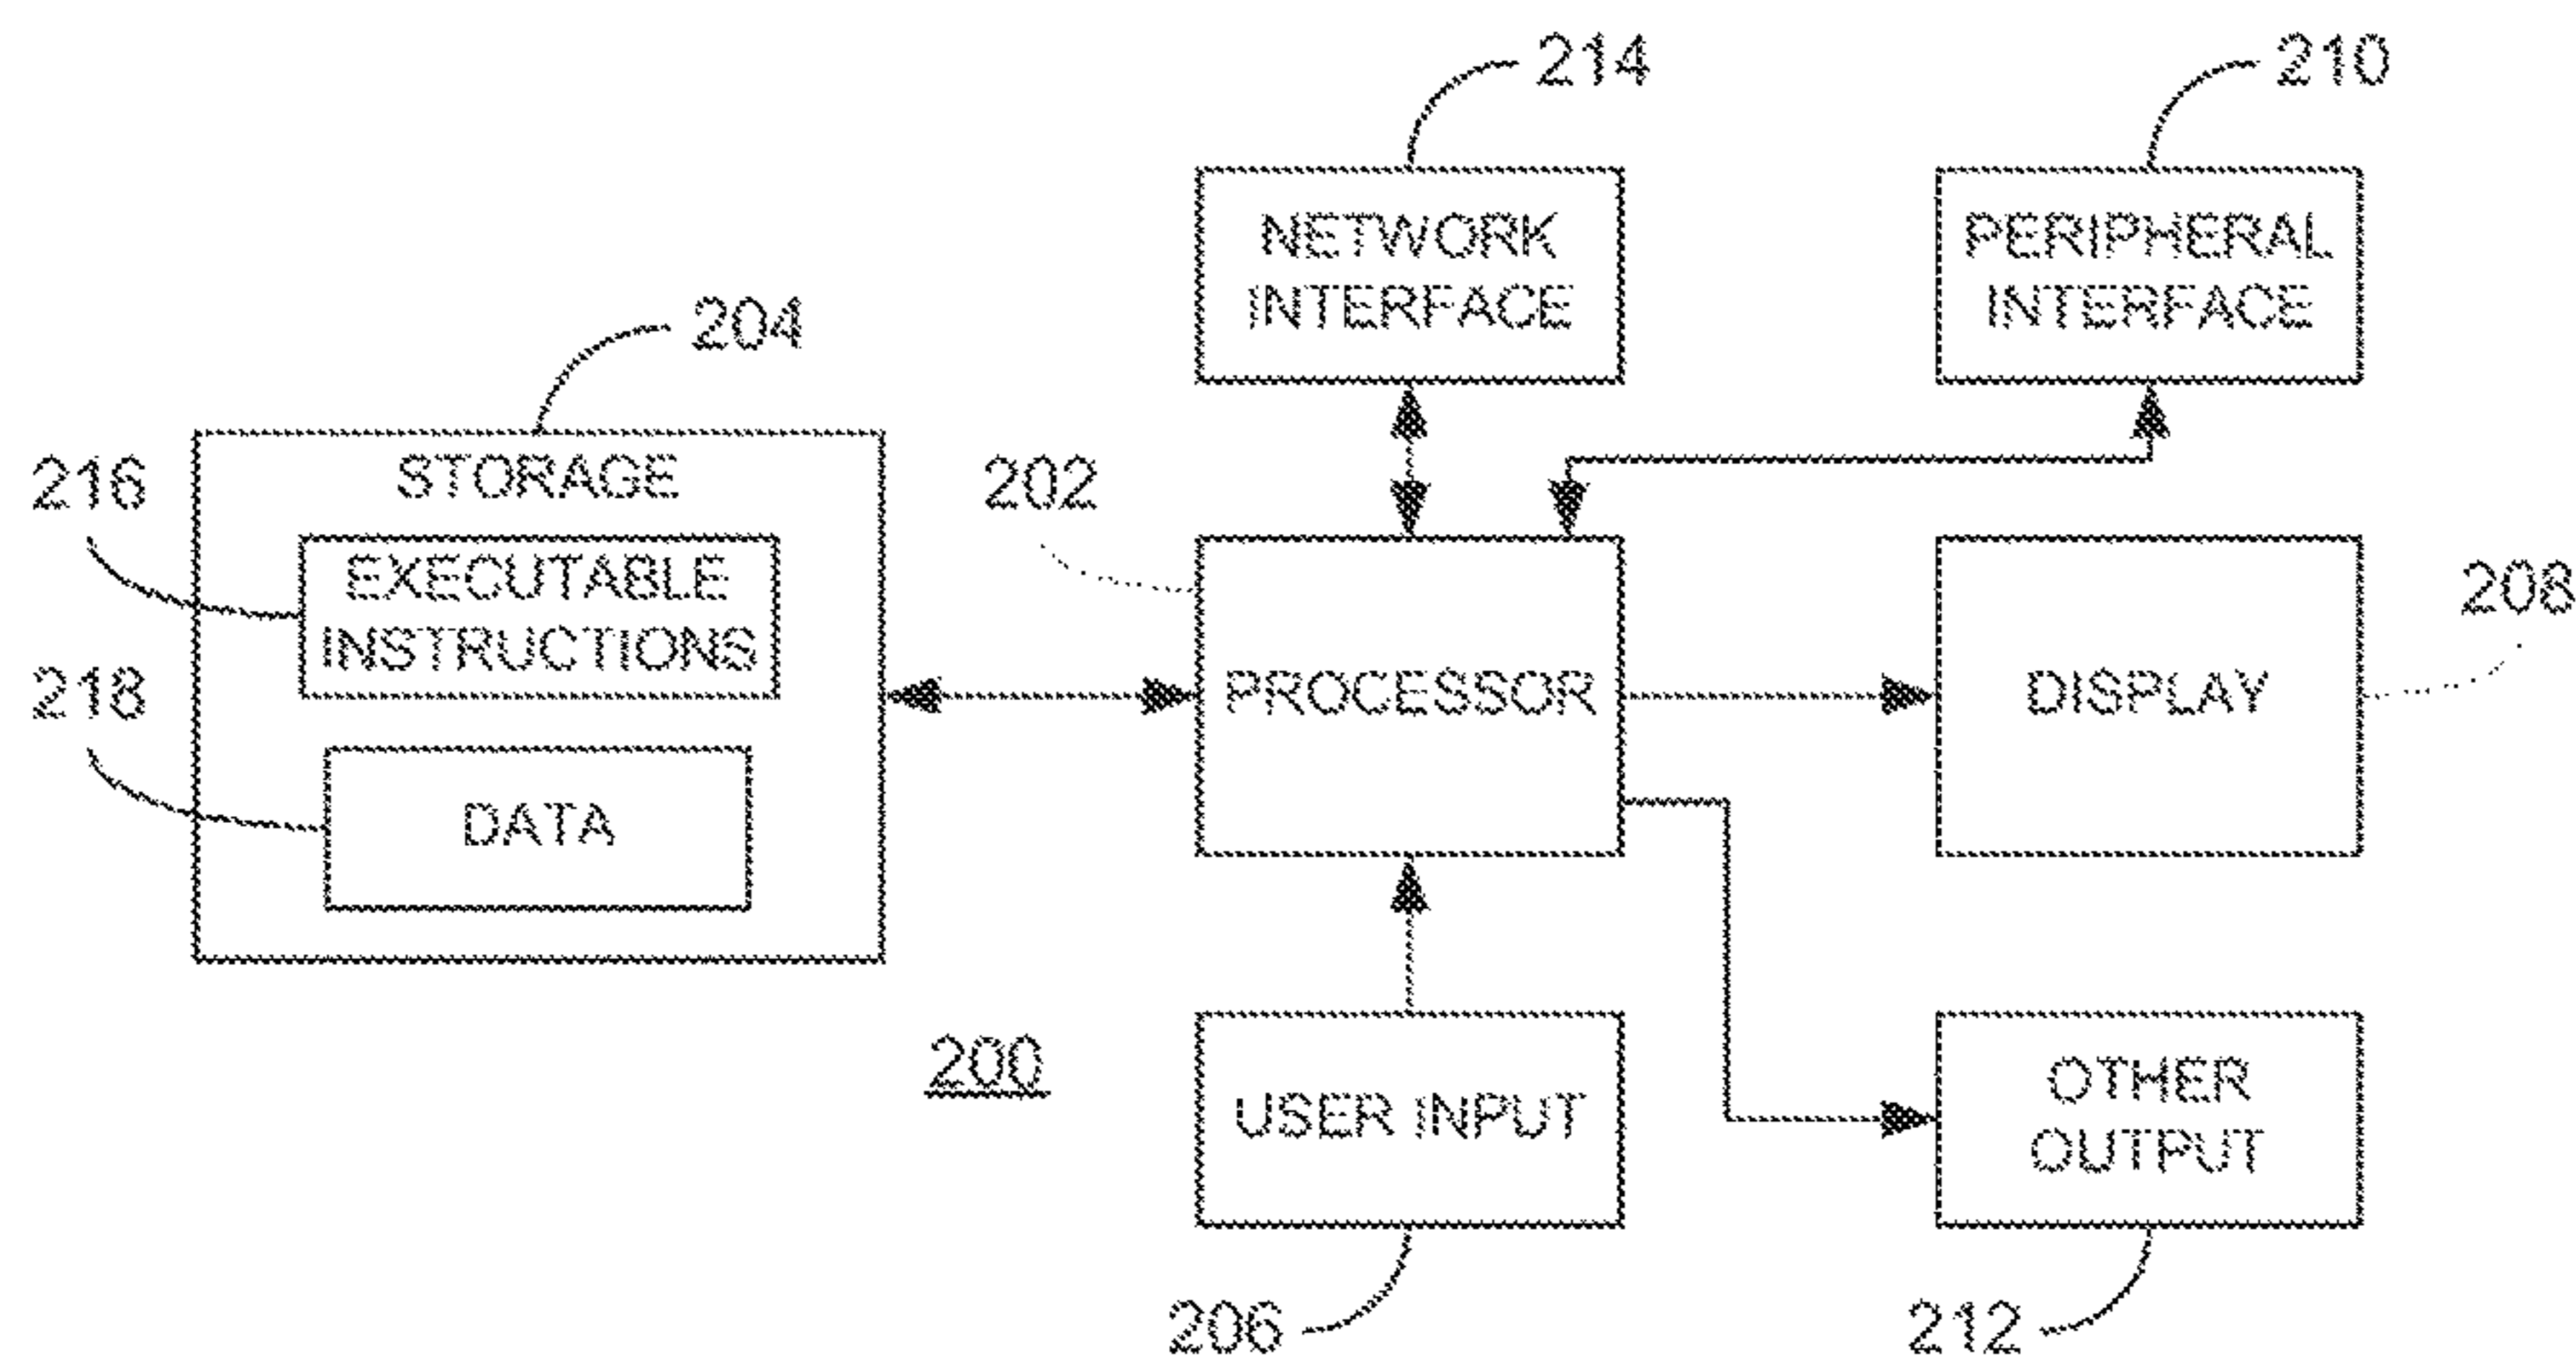 214
210
NETWORK
INTERFACE
PERIPHERAL
INTERFACE
204
STORAGE
216
EXECUTABLE
INSTRUCTIONS
218
DATA
202
PROCESSOR
DISPLAY
208
200
USER INPUT
OTHER
OUTPUT
206
212